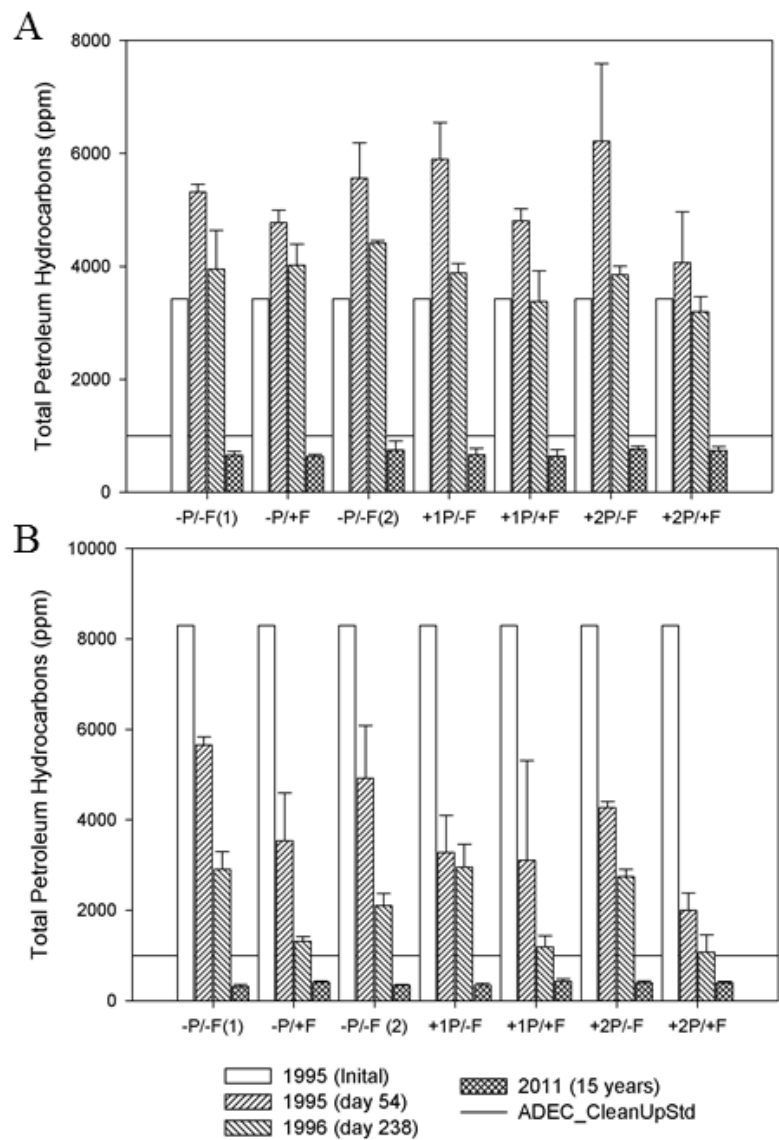 A
Total Petroleum Hydrocarbons (ppm)
8000
6000
4000
2000
0
-P/-F(1) -P/+F -P/-F(2) +1P/-F +1P/+F +2P/-F +2P/+F
B
Total Petroleum Hydrocarbons (ppm)
10000
8000
6000
4000
2000
0
-P/-F(1) -P/+F -P/-F (2) +1P/-F +1P/+F +2P/-F +2P/+F
1995 (Inital)
1995 (day 54)
1996 (day 238)
2011 (15 years)
ADEC_CleanUpStd